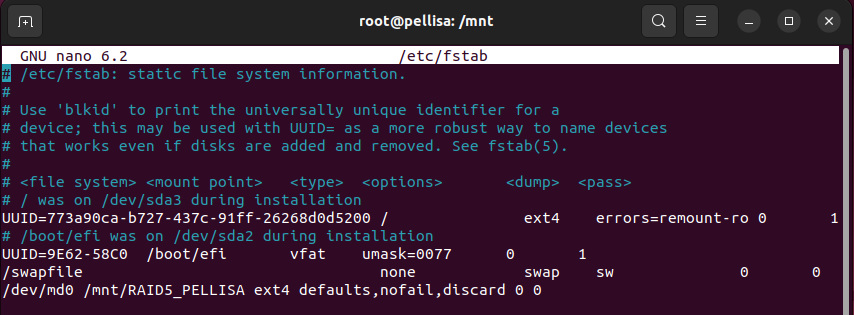 root@pellisa: /mnt
GNU nano 6.2 /etc/fstab
# /etc/fstab: static file system information.
#
# Use 'blkid' to print the universally unique identifier for a
# device; this may be used with UUID= as a more robust way to name devices
# that works even if disks are added and removed. See fstab(5).
#
# <file system> <mount point>   <type>  <options>       <dump>  <pass>
# / was on /dev/sda3 during installation
UUID=773a90ca-b727-437c-91ff-26268d0d5200 /               ext4    errors=remount-ro 0       1
# /boot/efi was on /dev/sda2 during installation
UUID=9E62-58C0  /boot/efi       vfat    umask=0077      0       1
/swapfile                                 none            swap    sw              0       0
/dev/md0 /mnt/RAID5_PELLISA ext4 defaults,nofail,discard 0 0